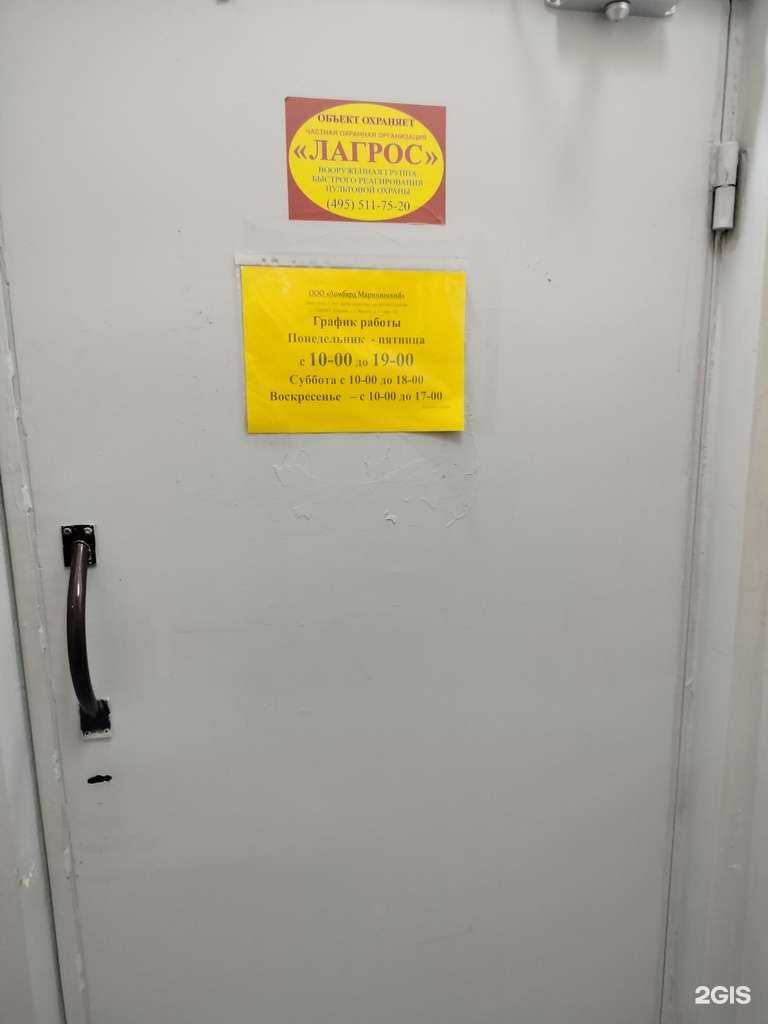 ОБЪЕКТ ОХРАНЯЕТ
ЧАСТНАЯ ОХРАННАЯ ОРГАНИЗАЦИЯ
«ЛАГРОС»
ВООРУЖЕННАЯ ГРУППА
БЫСТРОГО РЕАГИРОВАНИЯ
ПУЛЬТОВОЙ ОХРАНЫ
(495) 511-75-20
ООО «Ломбард Мариинский»
График работы
Понедельник - пятница
с 10-00 до 19-00
Суббота с 10-00 до 18-00
Воскресенье – с 10-00 до 17-00
2GIS